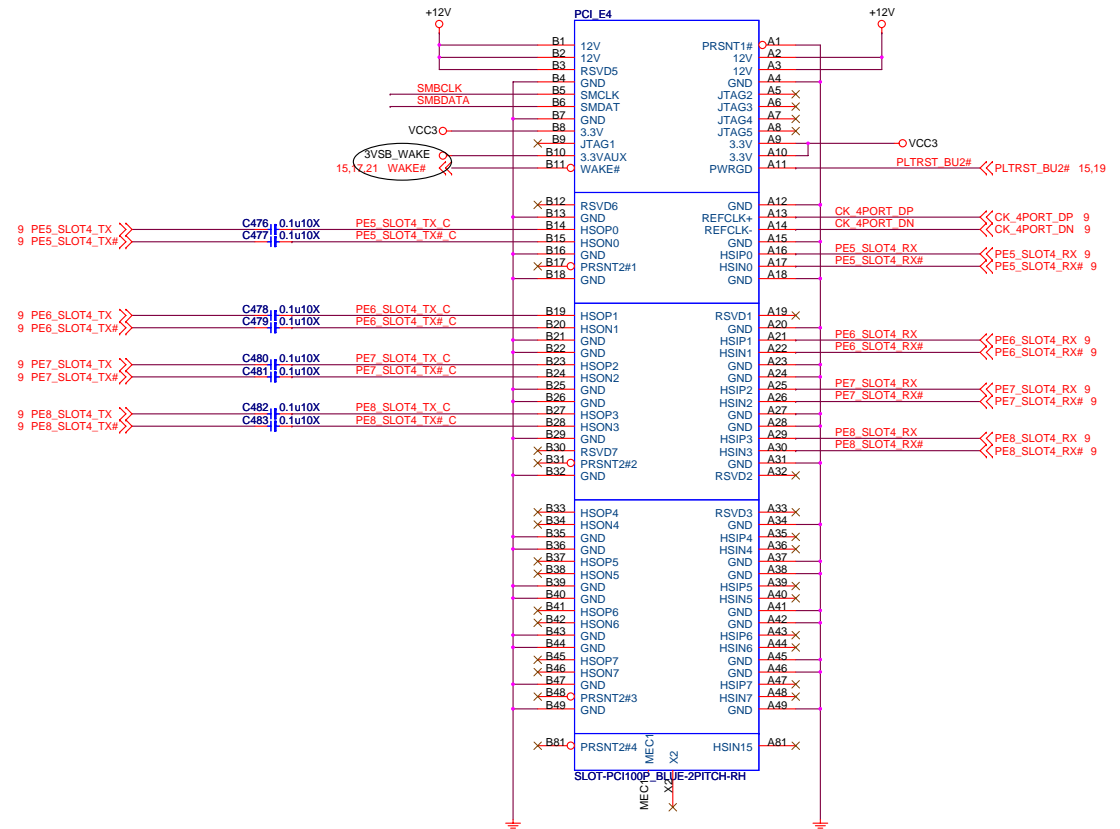 +12V
PCI_E4
+12V
B1 12V PRSNT1# A1
B2 12V 12V A2
B3 RSVD5 12V A3
B4 GND GND A4
SMBCLK B5 SMCLK JTAG2 A5
SMBDATA B6 SMDAT JTAG3 A6
B7 GND JTAG4 A7
VCC3 B8 3.3V JTAG5 A8
B9 JTAG1 3.3V A9 VCC3
3VSB_WAKE B10 3.3VAUX 3.3V A10
15,17,21 WAKE# B11 WAKE# PWRGD A11 PLTRST_BU2# PLTRST_BU2# 15,19
B12 RSVD6 GND A12
B13 GND REFCLK+ A13 CK_4PORT_DP CK_4PORT_DP 9
9 PE5_SLOT4_TX C476 0.1u10X PE5_SLOT4_TX_C B14 HSOP0 REFCLK- A14 CK_4PORT_DN CK_4PORT_DN 9
9 PE5_SLOT4_TX# C477 0.1u10X PE5_SLOT4_TX#_C B15 HSON0 GND A15
B16 GND HSIP0 A16 PE5_SLOT4_RX PE5_SLOT4_RX 9
B17 PRSNT2#1 HSIN0 A17 PE5_SLOT4_RX# PE5_SLOT4_RX# 9
B18 GND GND A18
9 PE6_SLOT4_TX C478 0.1u10X PE6_SLOT4_TX_C B19 HSOP1 RSVD1 A19
9 PE6_SLOT4_TX# C479 0.1u10X PE6_SLOT4_TX#_C B20 HSON1 GND A20
B21 GND HSIP1 A21 PE6_SLOT4_RX PE6_SLOT4_RX 9
B22 GND HSIN1 A22 PE6_SLOT4_RX# PE6_SLOT4_RX# 9
9 PE7_SLOT4_TX C480 0.1u10X PE7_SLOT4_TX_C B23 HSOP2 GND A23
9 PE7_SLOT4_TX# C481 0.1u10X PE7_SLOT4_TX#_C B24 HSON2 GND A24
B25 GND HSIP2 A25 PE7_SLOT4_RX PE7_SLOT4_RX 9
B26 GND HSIN2 A26 PE7_SLOT4_RX# PE7_SLOT4_RX# 9
9 PE8_SLOT4_TX C482 0.1u10X PE8_SLOT4_TX_C B27 HSOP3 GND A27
9 PE8_SLOT4_TX# C483 0.1u10X PE8_SLOT4_TX#_C B28 HSON3 GND A28
B29 GND HSIP3 A29 PE8_SLOT4_RX PE8_SLOT4_RX 9
B30 RSVD7 HSIN3 A30 PE8_SLOT4_RX# PE8_SLOT4_RX# 9
B31 PRSNT2#2 GND A31
B32 GND RSVD2 A32
B33 HSOP4 RSVD3 A33
B34 HSON4 GND A34
B35 GND HSIP4 A35
B36 GND HSIN4 A36
B37 HSOP5 GND A37
B38 HSON5 GND A38
B39 GND HSIP5 A39
B40 GND HSIN5 A40
B41 HSOP6 GND A41
B42 HSON6 GND A42
B43 GND HSIP6 A43
B44 GND HSIN6 A44
B45 HSOP7 GND A45
B46 HSON7 GND A46
B47 GND HSIP7 A47
B48 PRSNT2#3 HSIN7 A48
B49 GND GND A49
B81 PRSNT2#4 MEC1 X2 HSIN15 A81
SLOT-PCI100P_BLUE-2PITCH-RH
MEC1 X2